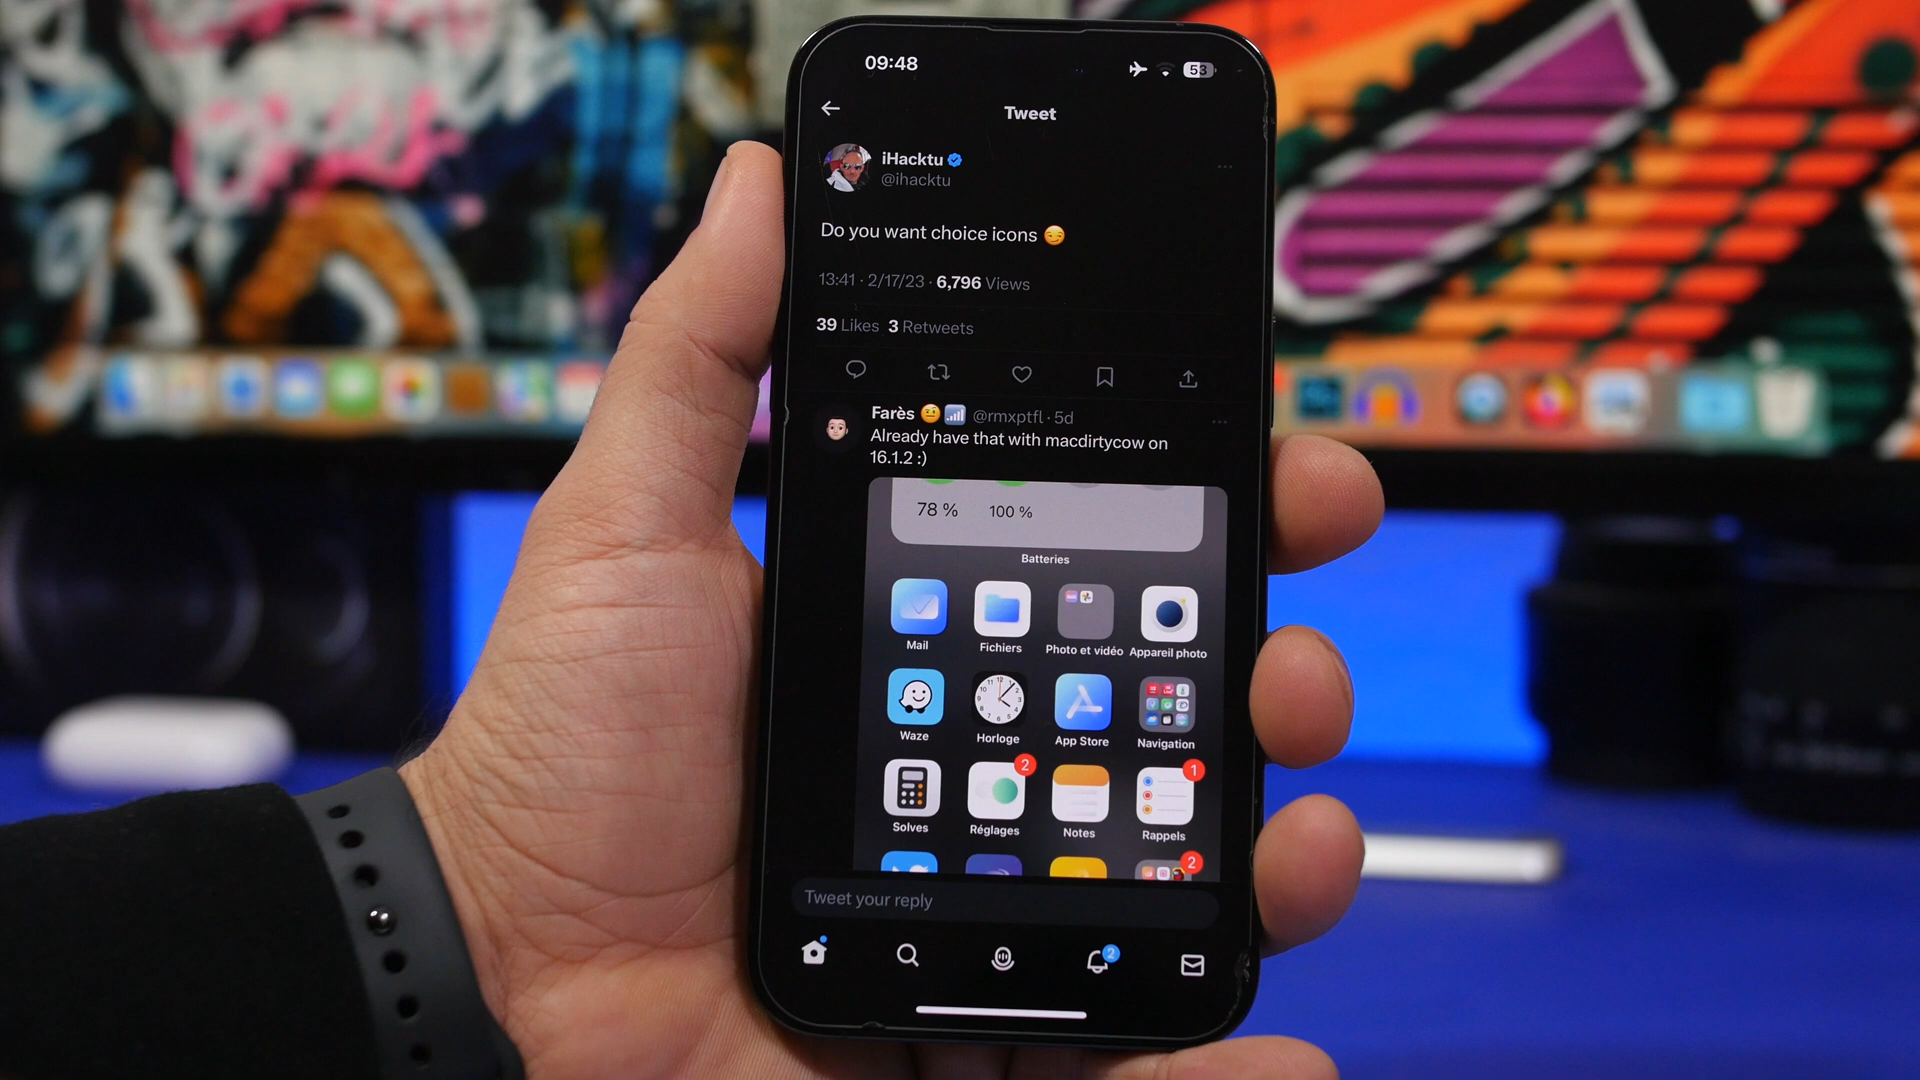 09:48
53
Tweet
iHacktu
@ihacktu
Do you want choice icons 😏
13:41 · 2/17/23 · 6,796 Views
39 Likes 3 Retweets
Farès 🤨📶 @rmxptfl · 5d
Already have that with macdirtycow on
16.1.2 :)
78 % 100 %
Batteries
Mail Fichiers Photo et vidéo Appareil photo
Waze Horloge App Store Navigation
2 1
Solves Réglages Notes Rappels
2
Tweet your reply
2